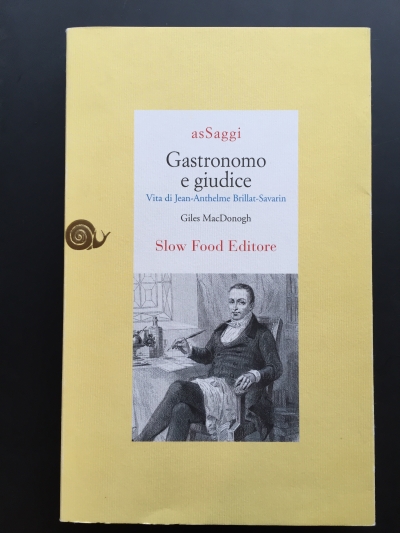 asSaggi
Gastronomo
e giudice
Vita di Jean-Anthelme Brillat-Savarin
Giles MacDonogh
Slow Food Editore